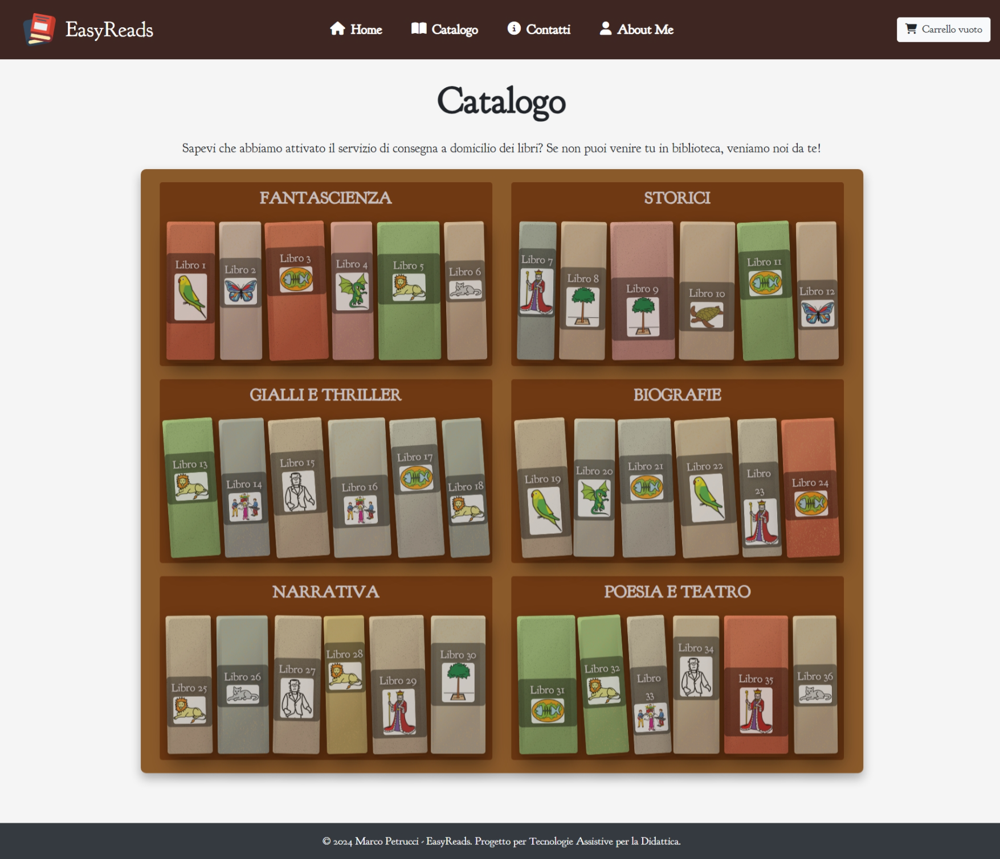 EasyReads
Home
Catalogo
Contatti
About Me
Carrello vuoto
Catalogo
Sapevi che abbiamo attivato il servizio di consegna a domicilio dei libri? Se non puoi venire tu in biblioteca, veniamo noi da te!
FANTASCIENZA
Libro 1
Libro 2
Libro 3
Libro 4
Libro 5
Libro 6
STORICI
Libro 7
Libro 8
Libro 9
Libro 10
Libro 11
Libro 12
GIALLI E THRILLER
Libro 13
Libro 14
Libro 15
Libro 16
Libro 17
Libro 18
BIOGRAFIE
Libro 19
Libro 20
Libro 21
Libro 22
Libro
23
Libro 24
NARRATIVA
Libro 25
Libro 26
Libro 27
Libro 28
Libro 29
Libro 30
POESIA E TEATRO
Libro 31
Libro 32
Libro
33
Libro 34
Libro 35
Libro 36
© 2024 Marco Petrucci - EasyReads. Progetto per Tecnologie Assistive per la Didattica.